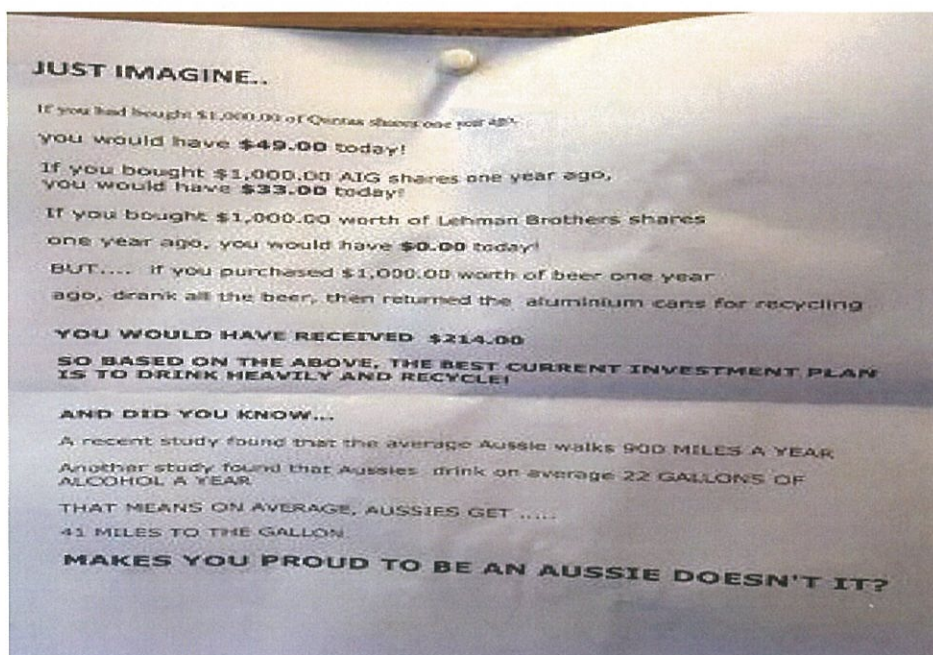 JUST IMAGINE..
If you had bought $1,000.00 of Qantas shares one year ago,
you would have $49.00 today!
If you bought $1,000.00 AIG shares one year ago,
you would have $33.00 today!
If you bought $1,000.00 worth of Lehman Brothers shares
one year ago, you would have $0.00 today!
BUT.... if you purchased $1,000.00 worth of beer one year
ago, drank all the beer, then returned the aluminium cans for recycling
YOU WOULD HAVE RECEIVED $214.00
SO BASED ON THE ABOVE, THE BEST CURRENT INVESTMENT PLAN
IS TO DRINK HEAVILY AND RECYCLE!
AND DID YOU KNOW...
A recent study found that the average Aussie walks 900 MILES A YEAR
Another study found that Aussies drink on average 22 GALLONS OF
ALCOHOL A YEAR
THAT MEANS ON AVERAGE, AUSSIES GET .....
41 MILES TO THE GALLON.
MAKES YOU PROUD TO BE AN AUSSIE DOESN'T IT?